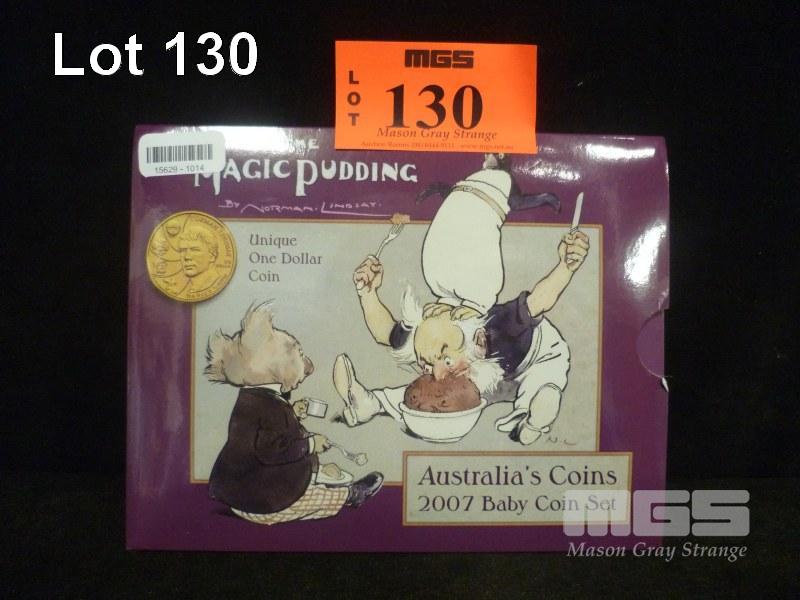 Lot 130
MGS
LOT
130
Mason Gray Strange
15629 - 1014
MAGIC PUDDING
BY NORMAN LINDSAY.
Unique
One Dollar
Coin
N.L
Australia's Coins
2007 Baby Coin Set
MGS
Mason Gray Strange